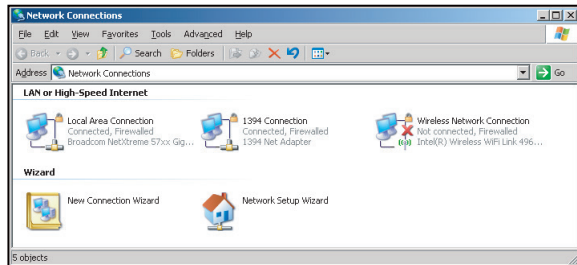 Network Connections
File Edit View Favorites Tools Advanced Help
Back Search Folders
Address Network Connections Go
LAN or High-Speed Internet
Local Area Connection
Connected, Firewalled
Broadcom NetXtreme 57xx Gig...
1394 Connection
Connected, Firewalled
1394 Net Adapter
Wireless Network Connection
Not connected, Firewalled
Intel(R) Wireless WiFi Link 496...
Wizard
New Connection Wizard
Network Setup Wizard
5 objects